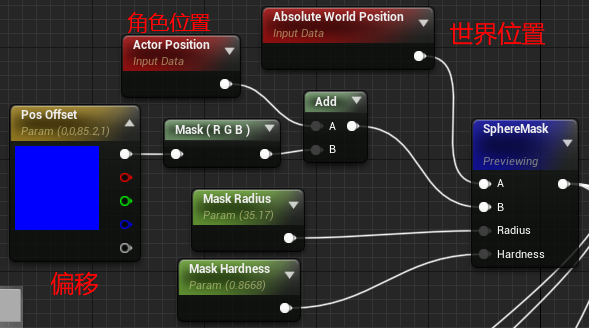 角色位置
Absolute World Position
Input Data
世界位置
Actor Position
Input Data
Pos Offset
Param (0,0,85.2,1)
Mask ( R G B )
Add
A
B
SphereMask
Previewing
A
B
Radius
Hardness
Mask Radius
Param (35.17)
Mask Hardness
Param (0.8668)
偏移